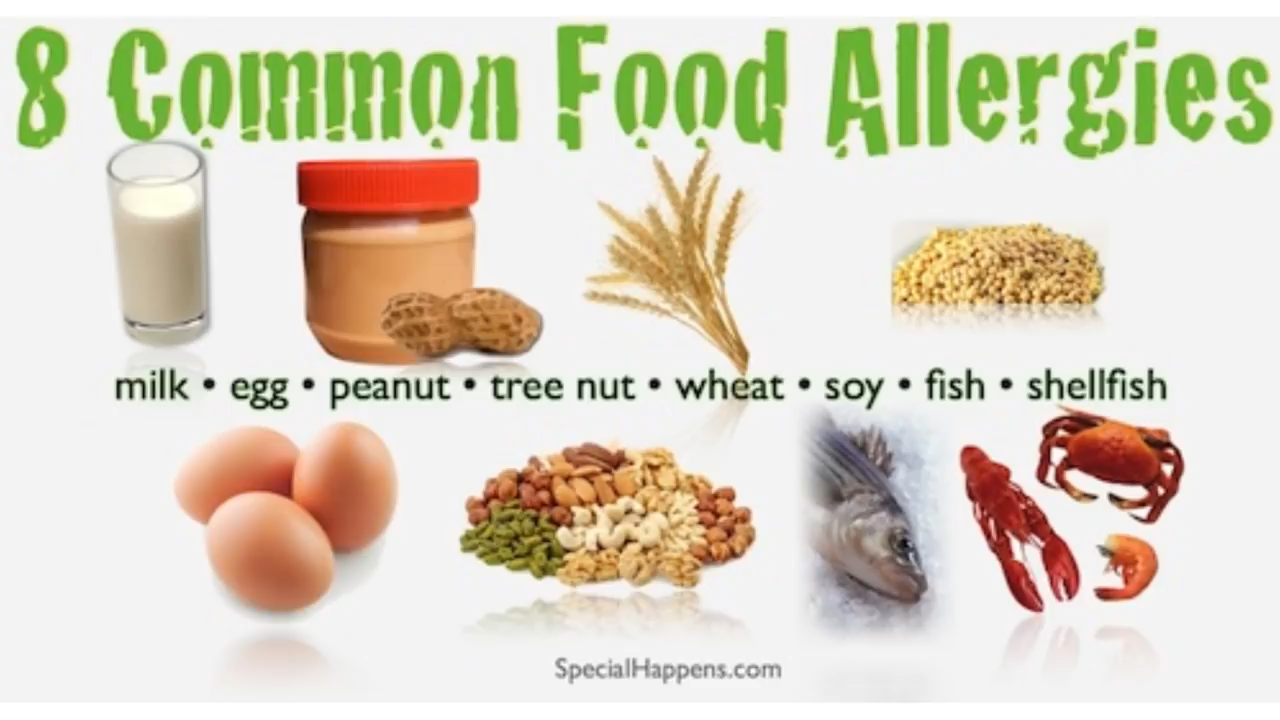 8 Common Food Allergies
milk • egg • peanut • tree nut • wheat • soy • fish • shellfish
SpecialHappens.com